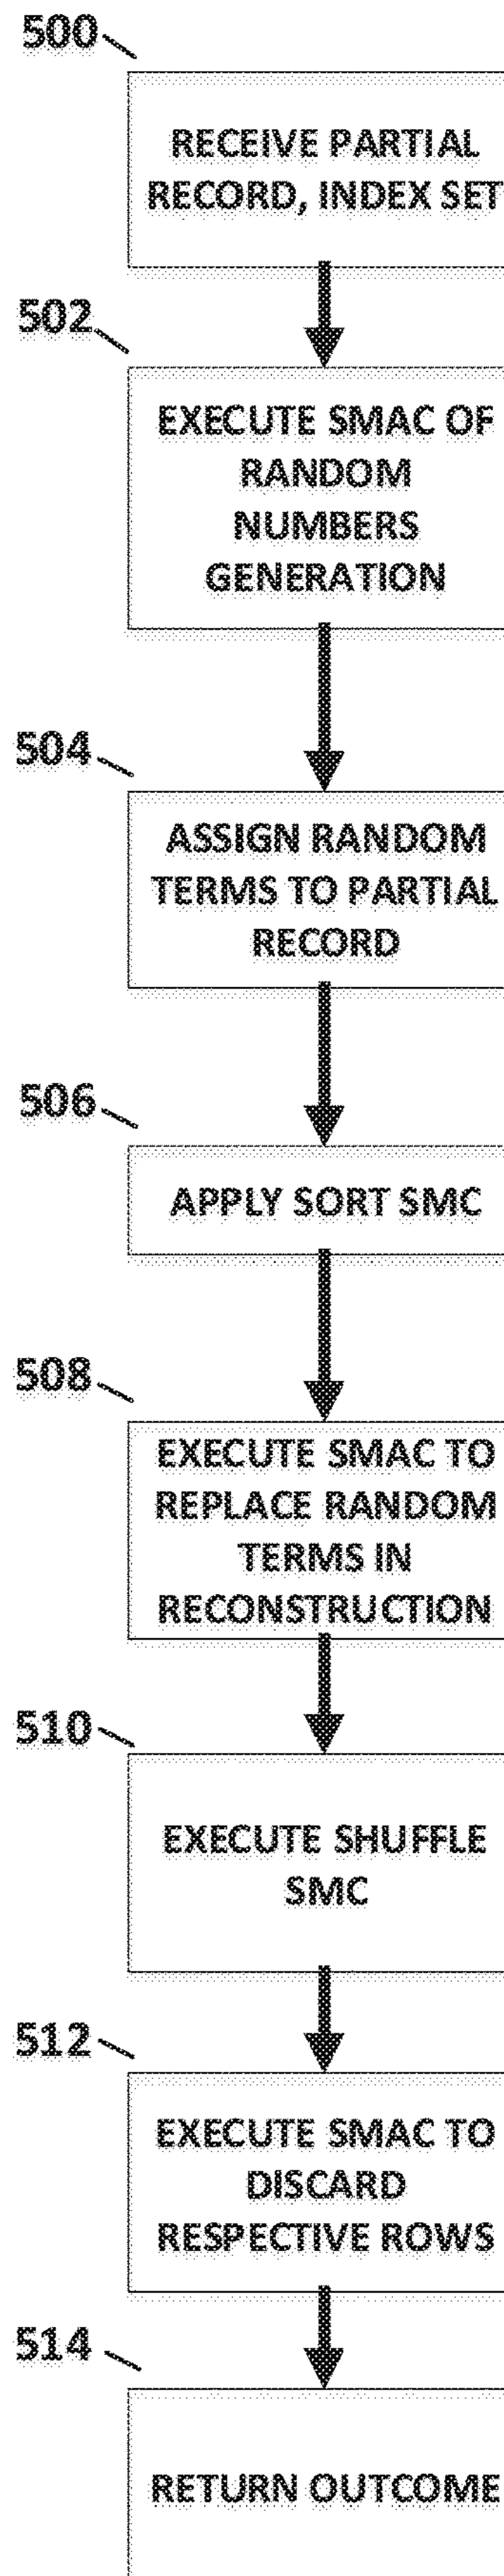 500
RECEIVE PARTIAL
RECORD, INDEX SET
502
EXECUTE SMAC OF
RANDOM
NUMBERS
GENERATION
504
ASSIGN RANDOM
TERMS TO PARTIAL
RECORD
506
APPLY SORT SMC
508
EXECUTE SMAC TO
REPLACE RANDOM
TERMS IN
RECONSTRUCTION
510
EXECUTE SHUFFLE
SMC
512
EXECUTE SMAC TO
DISCARD
RESPECTIVE ROWS
514
RETURN OUTCOME